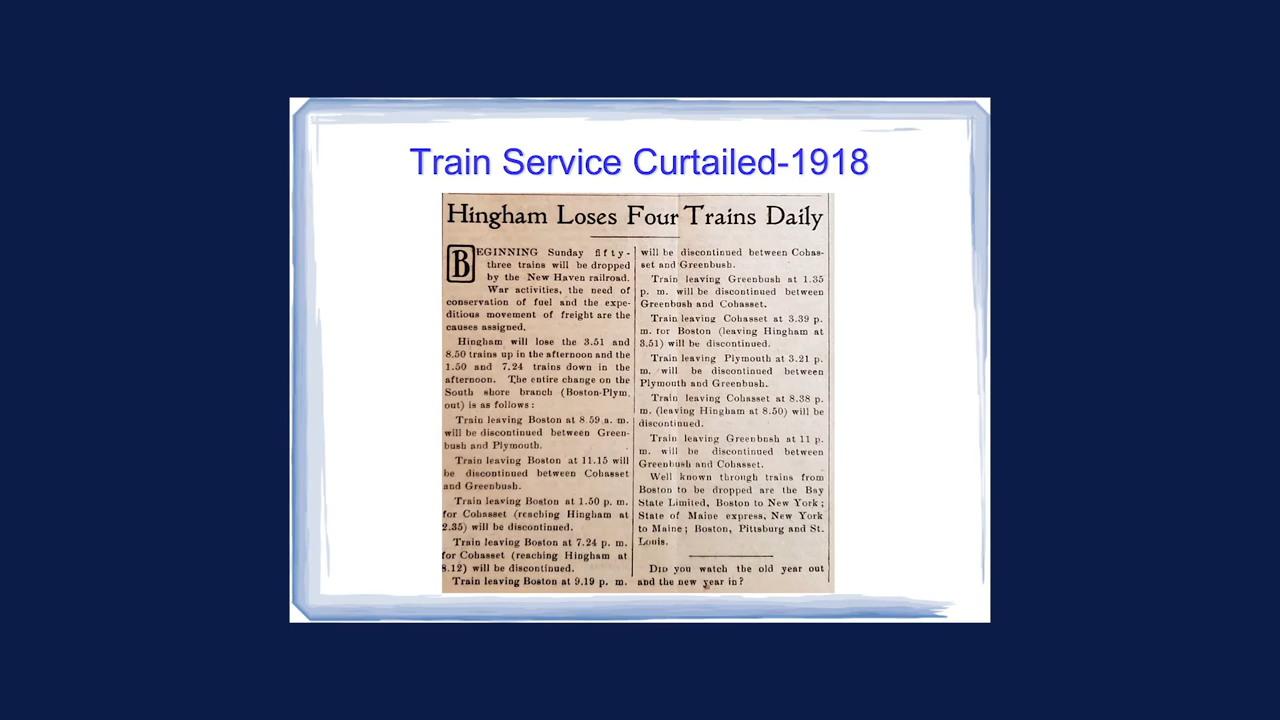 Train Service Curtailed-1918
Hingham Loses Four Trains Daily
BEGINNING Sunday fifty-
three trains will be dropped
by the New Haven railroad.
War activities, the need of
conservation of fuel and the expe-
ditious movement of freight are the
causes assigned.
Hingham will lose the 3.51 and
8.50 trains up in the afternoon and the
1.50 and 7.24 trains down in the
afternoon. The entire change on the
South shore branch (Boston-Plym.
out) is as follows:
Train leaving Boston at 8.59 a. m.
will be discontinued between Green-
bush and Plymouth.
Train leaving Boston at 11.15 will
be discontinued between Cohasset
and Greenbush.
Train leaving Boston at 1.50 p. m.
for Cohasset (reaching Hingham at
2.35) will be discontinued.
Train leaving Boston at 7.24 p. m.
for Cohasset (reaching Hingham at
8.12) will be discontinued.
Train leaving Boston at 9.19 p. m.
will be discontinued between Cohas-
set and Greenbush.
Train leaving Greenbush at 1.35
p. m. will be discontinued between
Greenbush and Cohasset.
Train leaving Cohasset at 3.39 p.
m. for Boston (leaving Hingham at
3.51) will be discontinued.
Train leaving Plymouth at 3.21 p.
m. will be discontinued between
Plymouth and Greenbush.
Train leaving Cohasset at 8.38 p.
m. (leaving Hingham at 8.50) will be
discontinued.
Train leaving Greenbush at 11 p.
m. will be discontinued between
Greenbush and Cohasset.
Well known through trains from
Boston to be dropped are the Bay
State Limited, Boston to New York;
State of Maine express, New York
to Maine; Boston, Pittsburg and St.
Louis.
DID you watch the old year out
and the new year in?